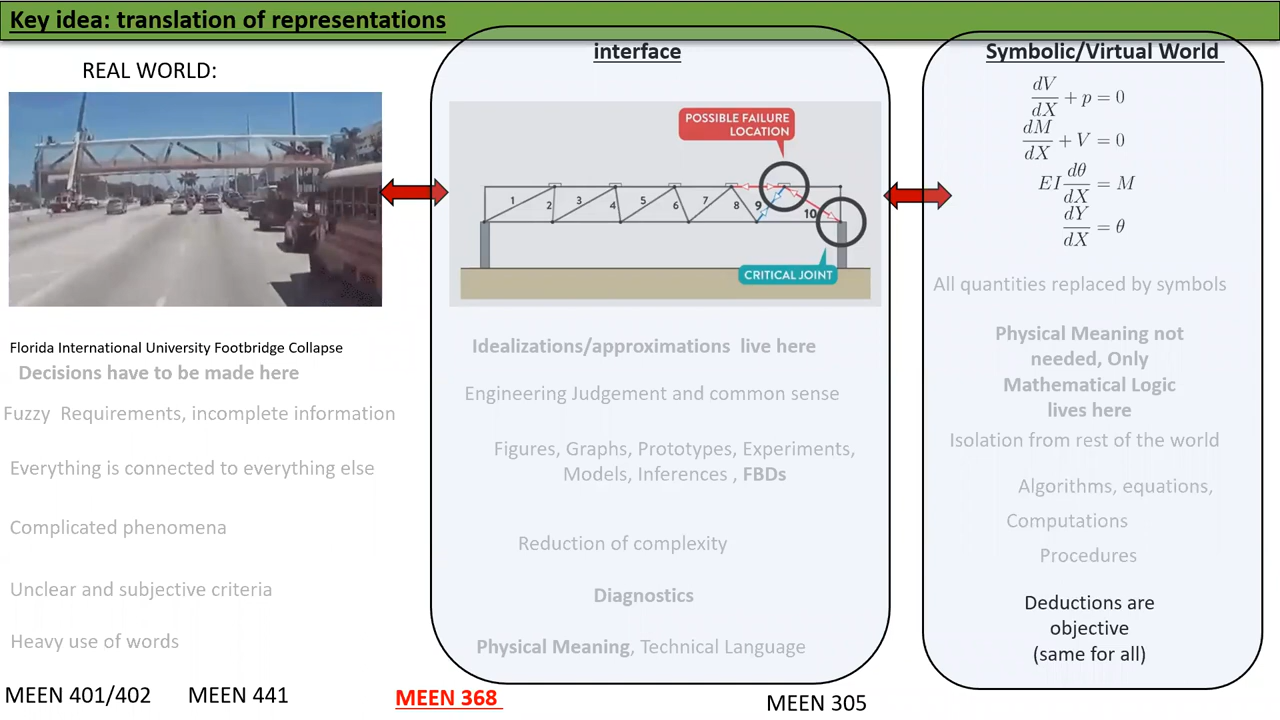 Key idea: translation of representations
REAL WORLD:
Florida International University Footbridge Collapse
Decisions have to be made here
Fuzzy Requirements, incomplete information
Everything is connected to everything else
Complicated phenomena
Unclear and subjective criteria
Heavy use of words
interface
POSSIBLE FAILURE
LOCATION
1
2
3
4
5
6
7
8
9
10
CRITICAL JOINT
Idealizations/approximations live here
Engineering Judgement and common sense
Figures, Graphs, Prototypes, Experiments,
Models, Inferences , FBDs
Reduction of complexity
Diagnostics
Physical Meaning, Technical Language
Symbolic/Virtual World
dV/dX + p = 0
dM/dX + V = 0
EI dθ/dX = M
dY/dX = θ
All quantities replaced by symbols
Physical Meaning not
needed, Only
Mathematical Logic
lives here
Isolation from rest of the world
Algorithms, equations,
Computations
Procedures
Deductions are
objective
(same for all)
MEEN 401/402 MEEN 441 MEEN 368 MEEN 305